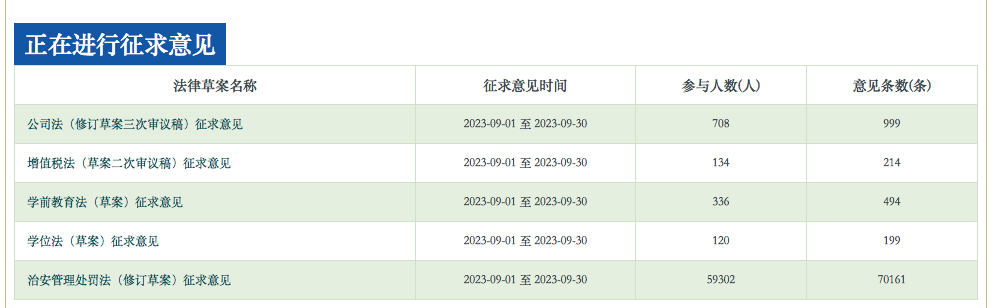 正在进行征求意见
法律草案名称 征求意见时间 参与人数(人) 意见条数(条)
公司法（修订草案三次审议稿）征求意见 2023-09-01 至 2023-09-30 708 999
增值税法（草案二次审议稿）征求意见 2023-09-01 至 2023-09-30 134 214
学前教育法（草案）征求意见 2023-09-01 至 2023-09-30 336 494
学位法（草案）征求意见 2023-09-01 至 2023-09-30 120 199
治安管理处罚法（修订草案）征求意见 2023-09-01 至 2023-09-30 59302 70161